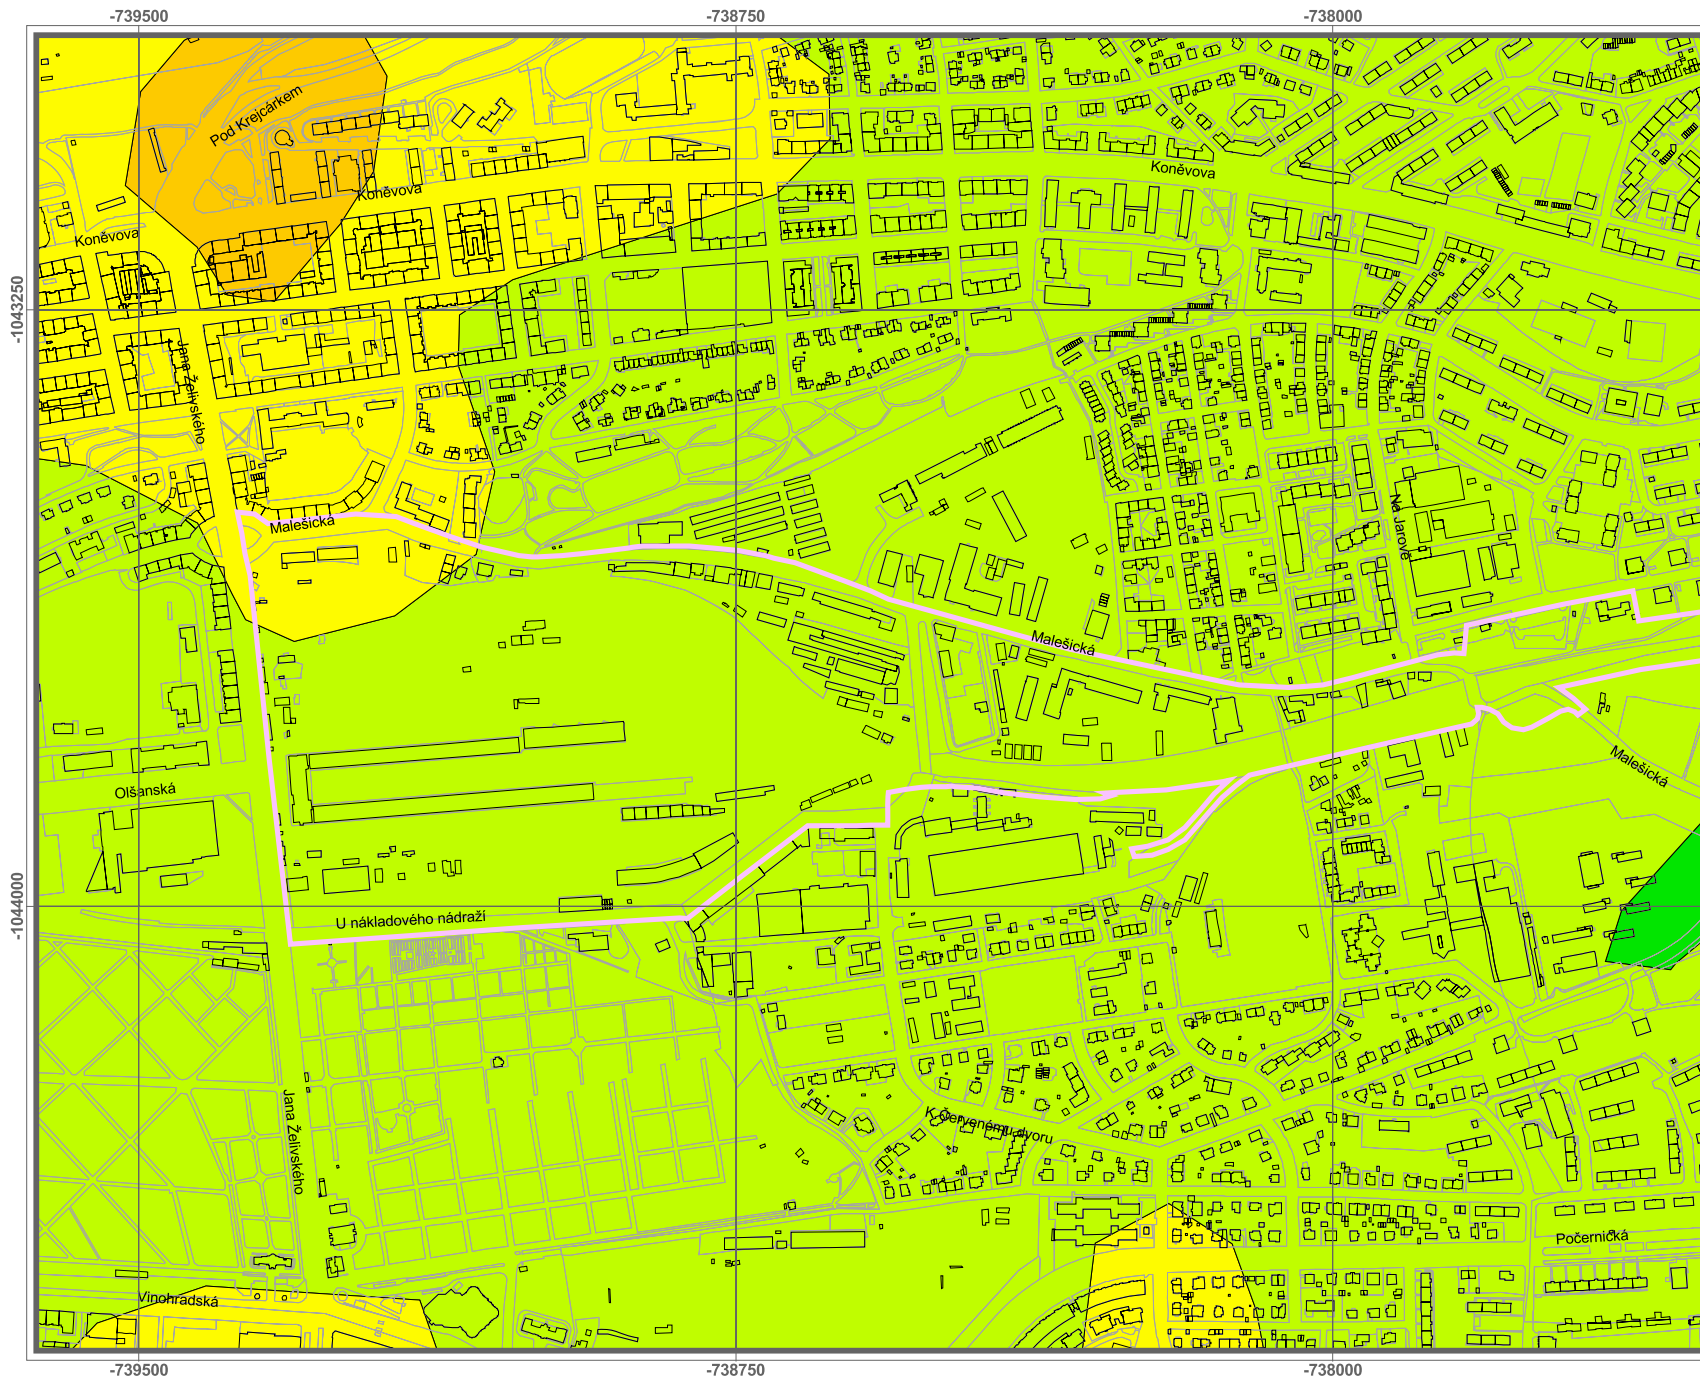 -739500 -738750 -738000
Pod Krejcárkem
Koněvova
Koněvova
Koněvova
-1043250
Jana Želivského
Malešická
Na Jarově
Malešická
Malešická
Olšanská
-1044000
U nákladového nádraží
Jana Želivského
K Červenému dvoru
Počernická
Vinohradská
-739500 -738750 -738000